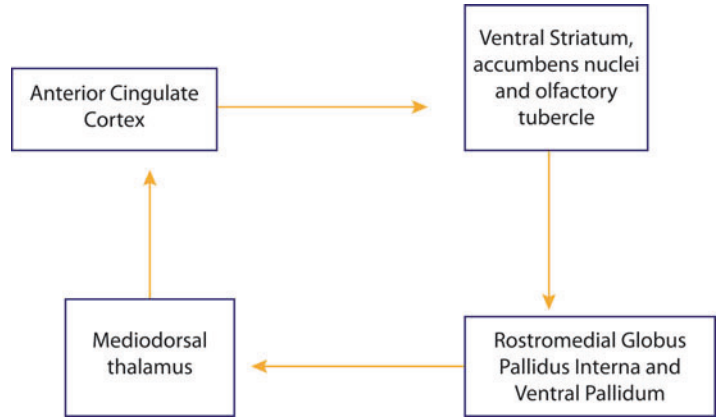 Anterior Cingulate
Cortex
Ventral Striatum,
accumbens nuclei
and olfactory
tubercle
Mediodorsal
thalamus
Rostromedial Globus
Pallidus Interna and
Ventral Pallidum